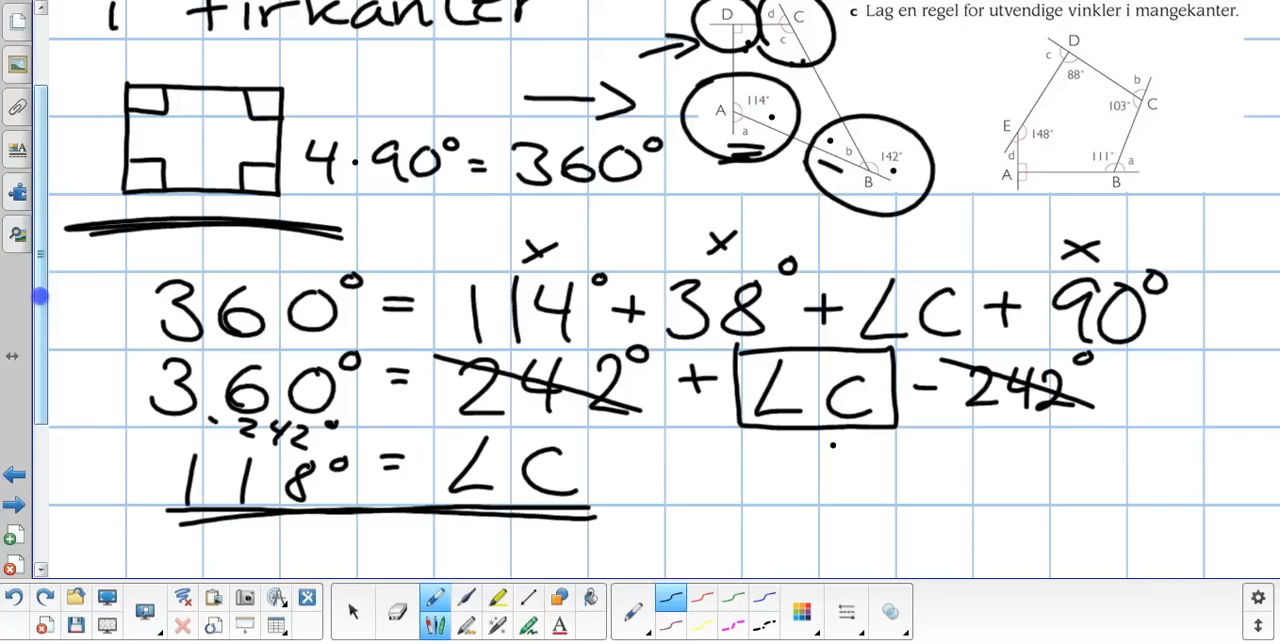 i firkanter
c Lag en regel for utvendige vinkler i mangekanter.
D d C
c
A 114°
a
b 142°
B
D
c
88°
b
103° C
E
148°
d
111° a
A B
4·90° = 360°
x x x
360° = 114° + 38° + ∠C + 90°
360° = 242° + ∠C - 242°
-242°
118° = ∠C